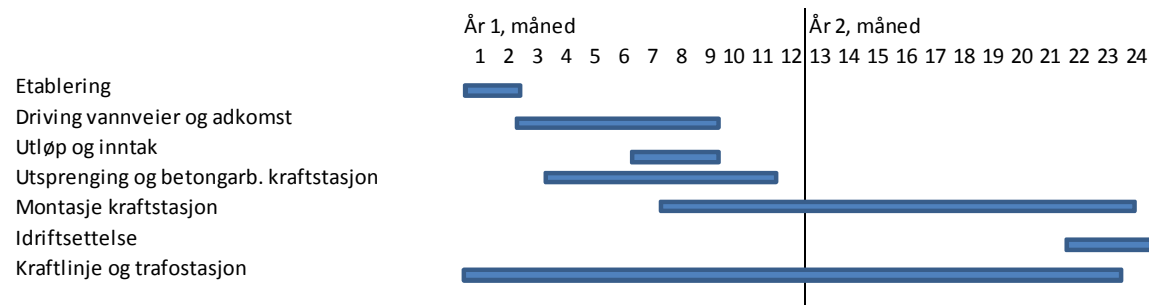 År 1, måned År 2, måned
1 2 3 4 5 6 7 8 9 10 11 12 13 14 15 16 17 18 19 20 21 22 23 24
Etablering
Driving vannveier og adkomst
Utløp og inntak
Utsprenging og betongarb. kraftstasjon
Montasje kraftstasjon
Idriftsettelse
Kraftlinje og trafostasjon